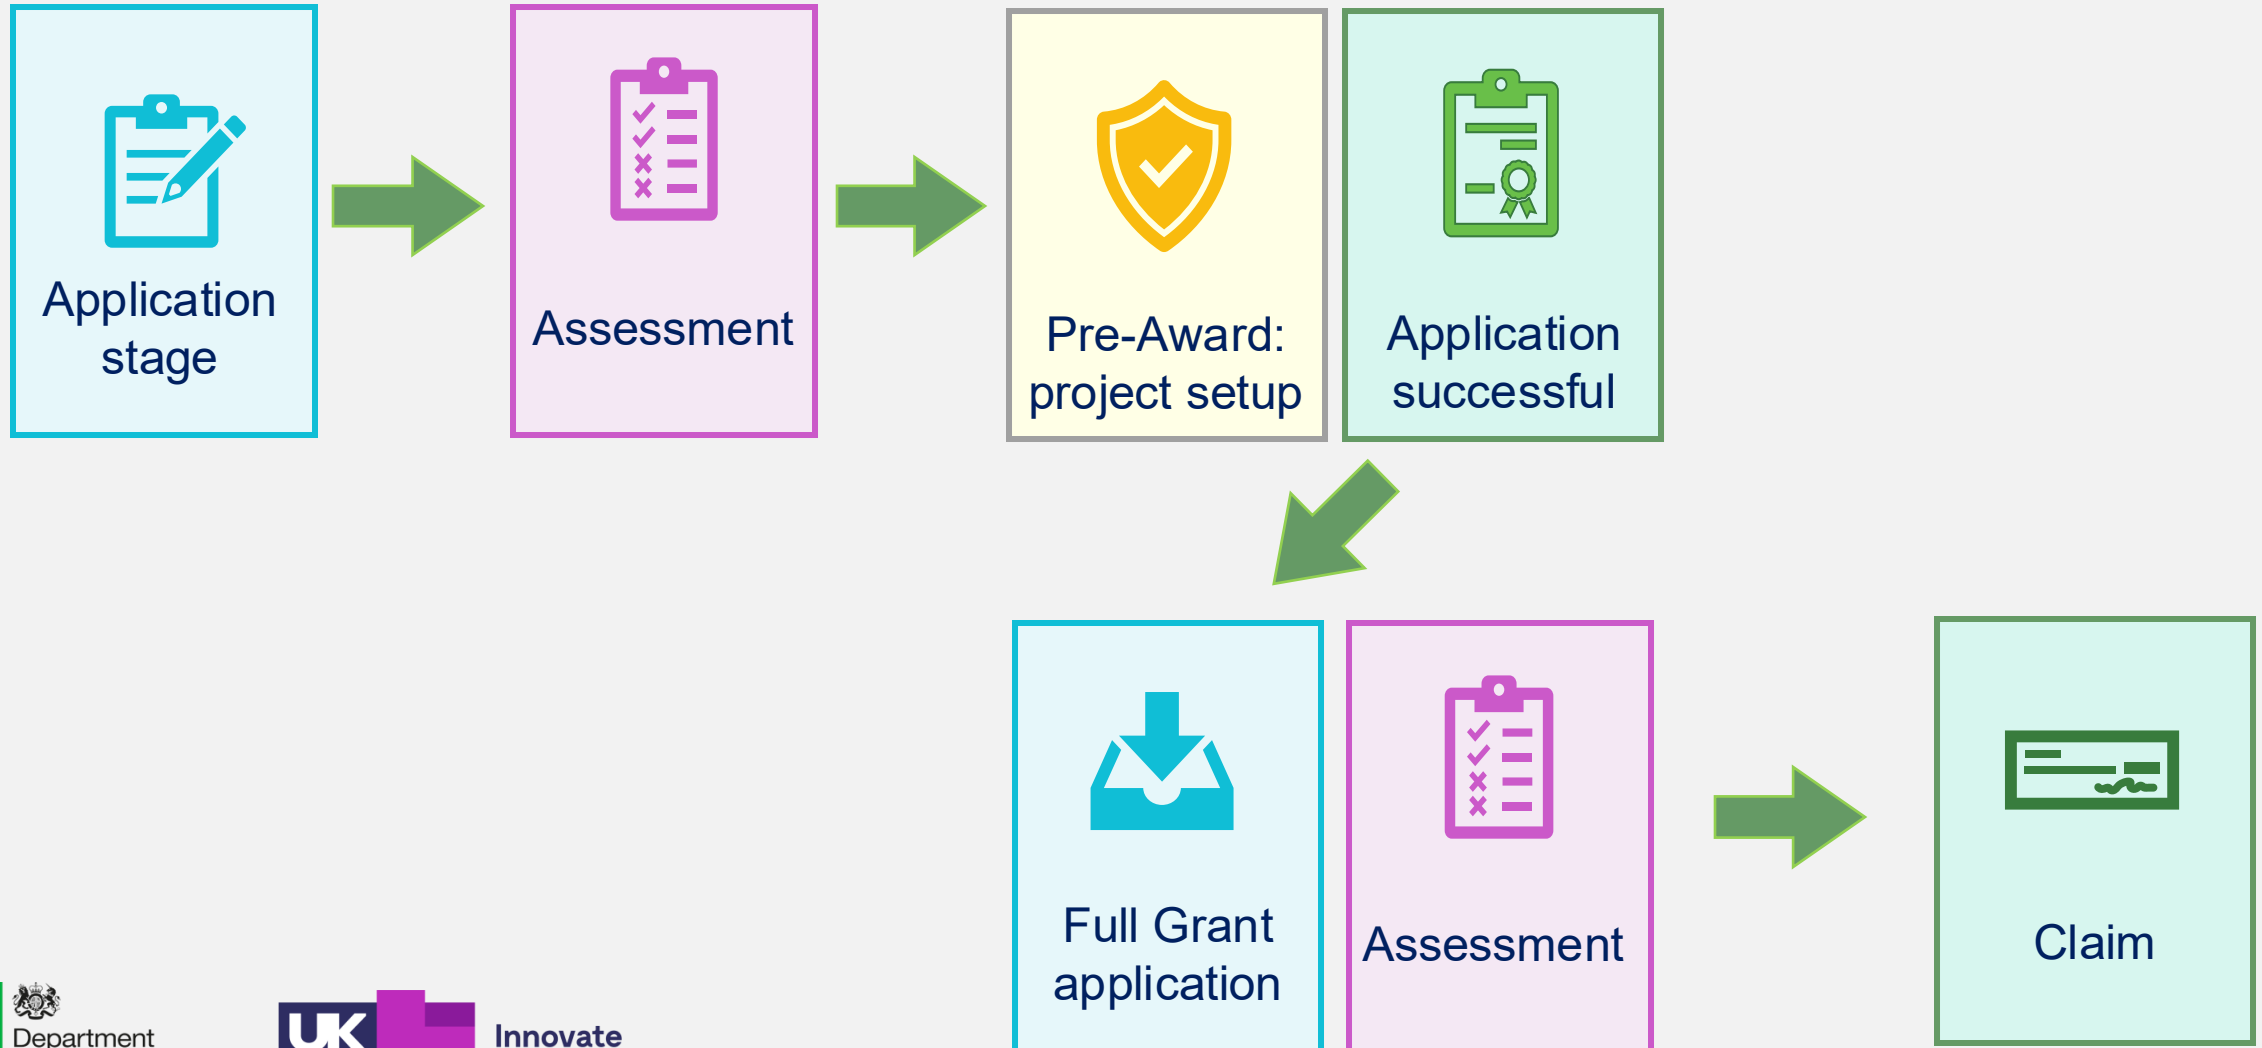 Application
stage
Assessment
Pre-Award:
project setup
Application
successful
Full Grant
application
Assessment
Claim
Department
UK
Innovate